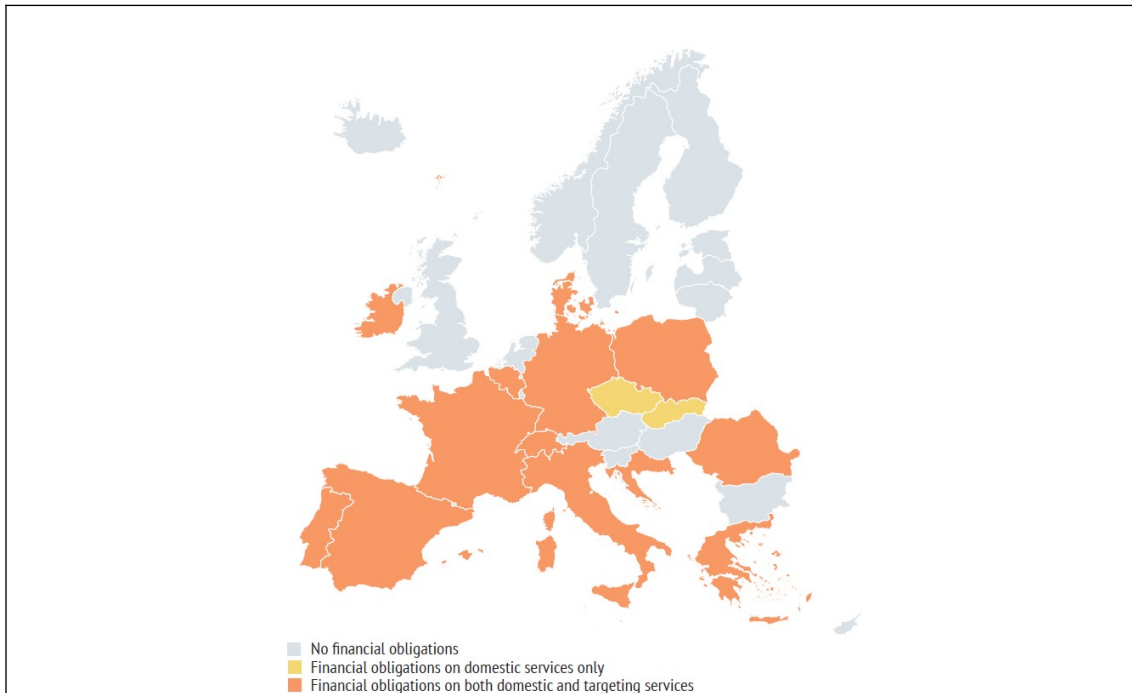 No financial obligations
Financial obligations on domestic services only
Financial obligations on both domestic and targeting services